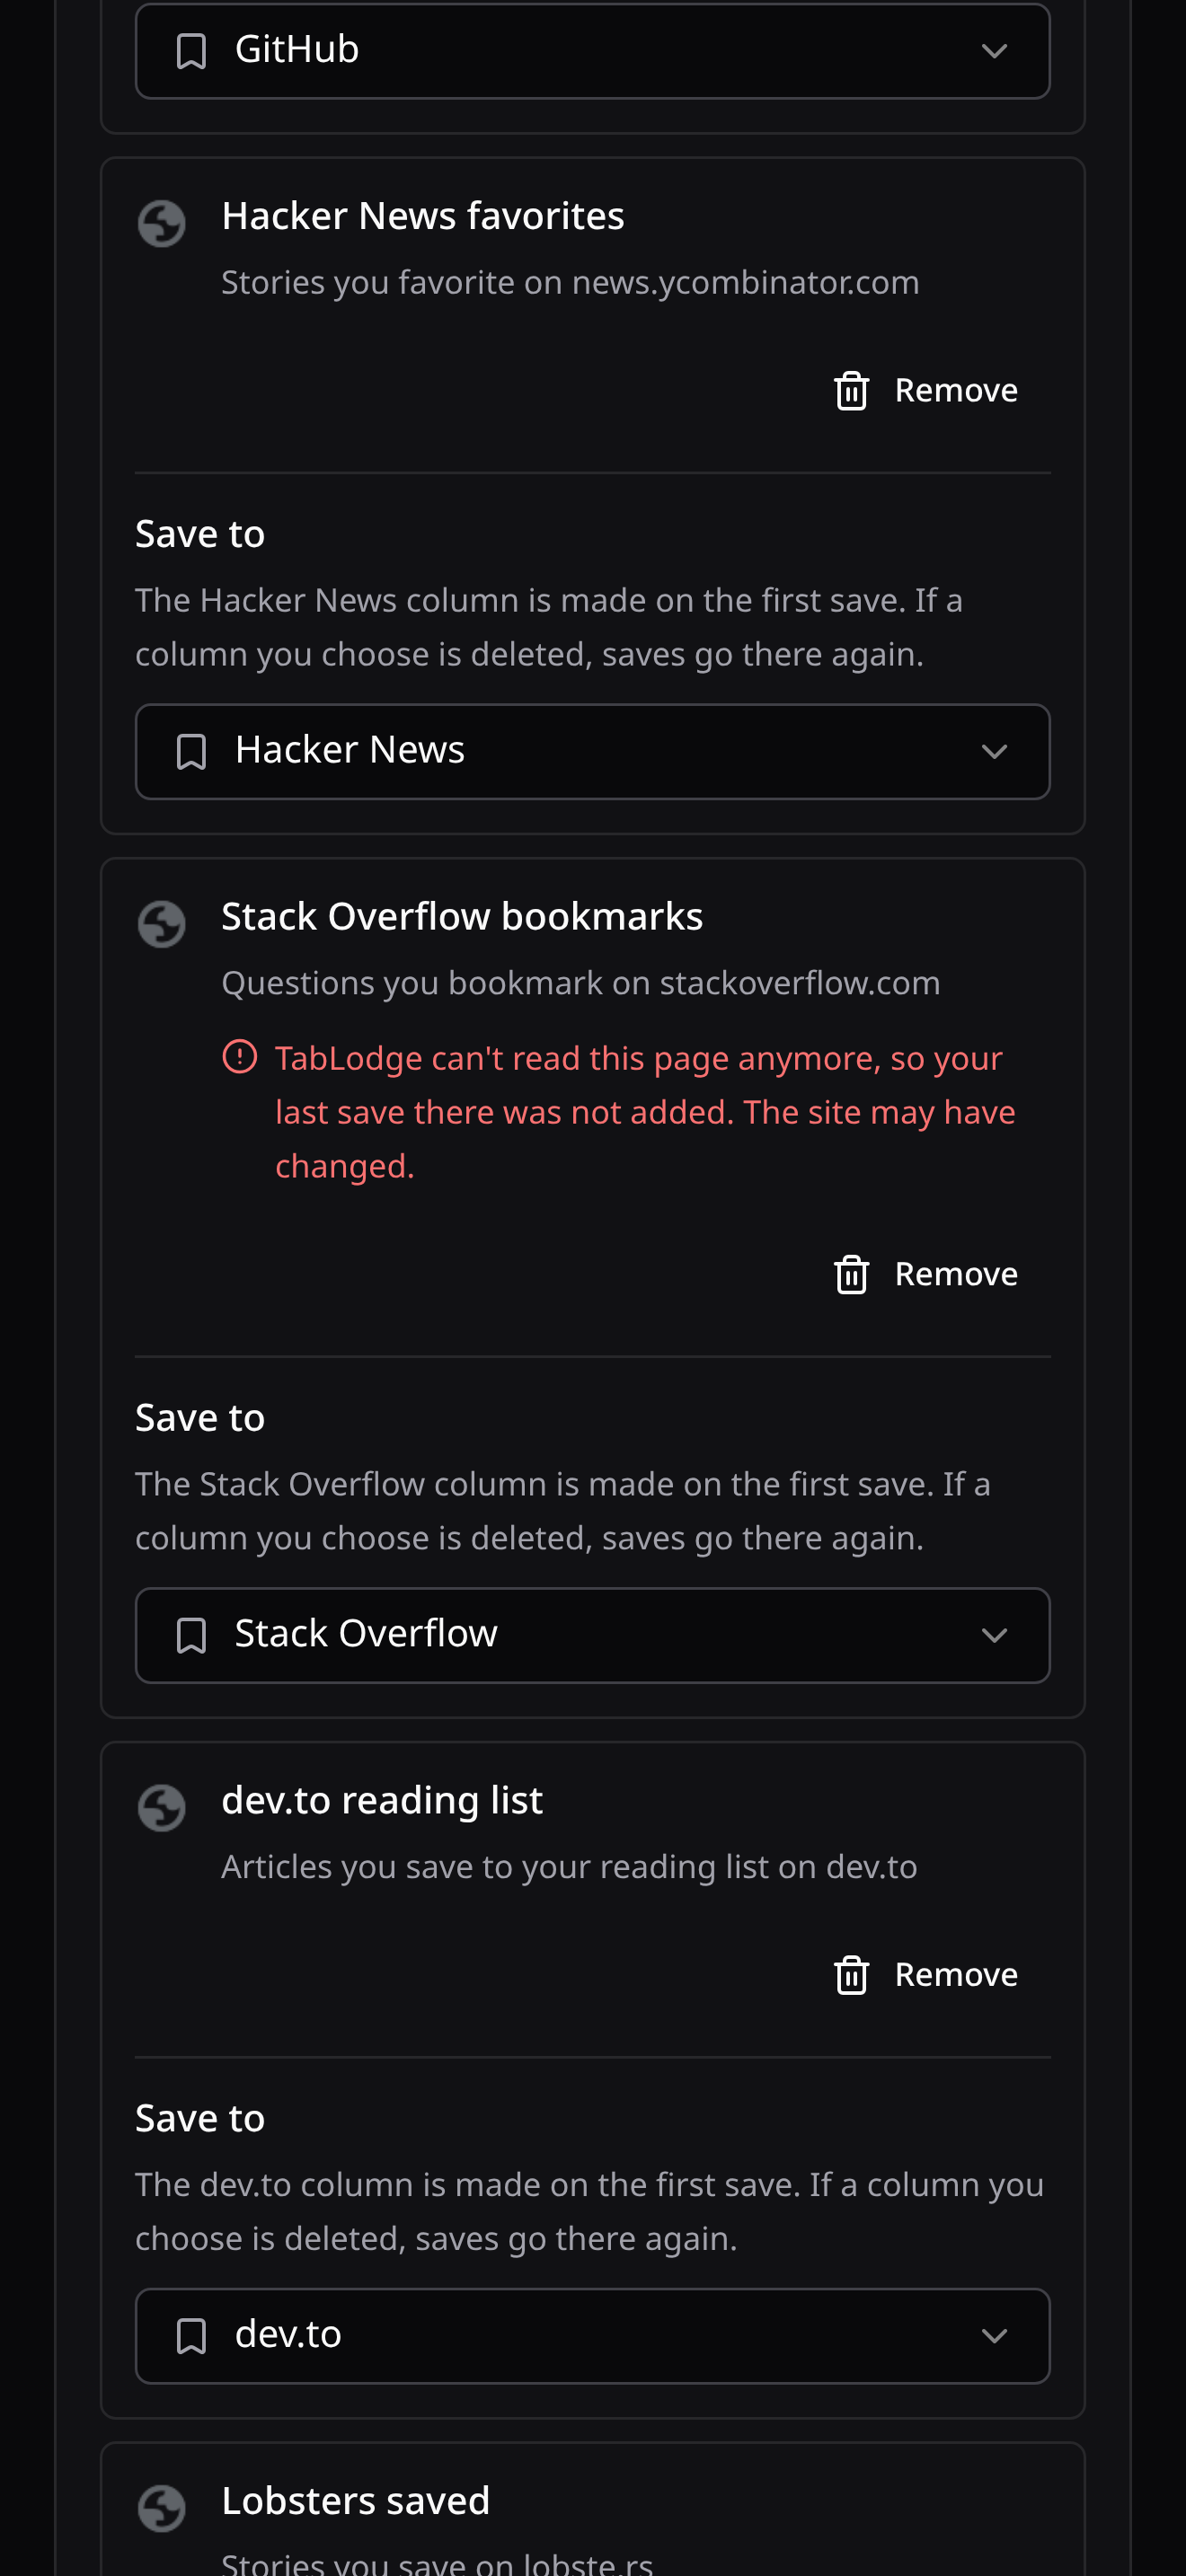 GitHub
Hacker News favorites
Stories you favorite on news.ycombinator.com
Remove
Save to
The Hacker News column is made on the first save. If a
column you choose is deleted, saves go there again.
Hacker News
Stack Overflow bookmarks
Questions you bookmark on stackoverflow.com
TabLodge can't read this page anymore, so your
last save there was not added. The site may have
changed.
Remove
Save to
The Stack Overflow column is made on the first save. If a
column you choose is deleted, saves go there again.
Stack Overflow
dev.to reading list
Articles you save to your reading list on dev.to
Remove
Save to
The dev.to column is made on the first save. If a column you
choose is deleted, saves go there again.
dev.to
Lobsters saved
Stories you save on lobste.rs